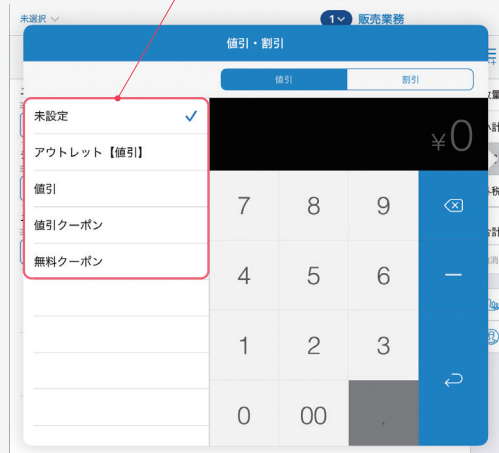 未選択
1 販売業務
値引・割引
値引 割引
未設定
アウトレット【値引】
値引
値引クーポン
無料クーポン
¥0
7 8 9
4 5 6 −
1 2 3
0 00 .